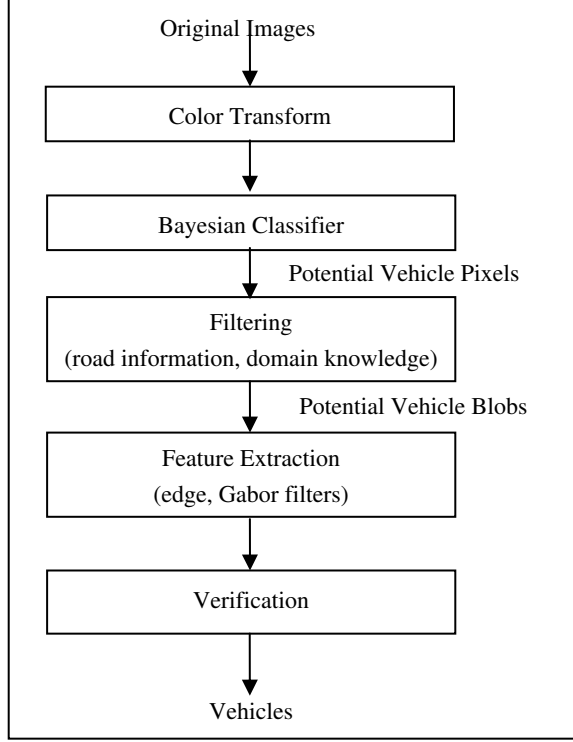 Original Images
Color Transform
Bayesian Classifier
Potential Vehicle Pixels
Filtering
(road information, domain knowledge)
Potential Vehicle Blobs
Feature Extraction
(edge, Gabor filters)
Verification
Vehicles